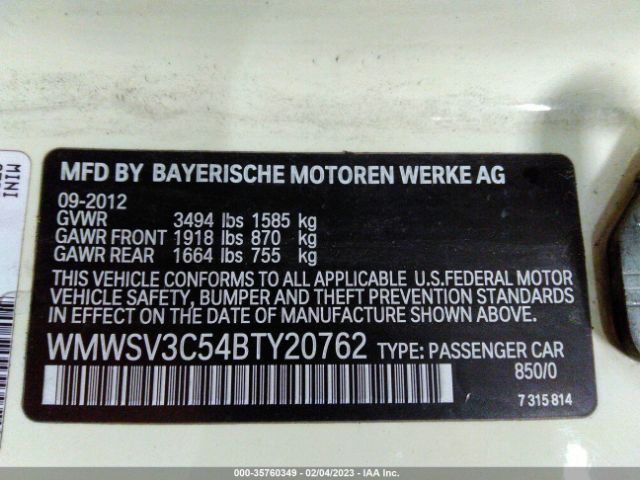 MFD BY BAYERISCHE MOTOREN WERKE AG
09-2012
GVWR 3494 lbs 1585 kg
GAWR FRONT 1918 lbs 870 kg
GAWR REAR 1664 lbs 755 kg
THIS VEHICLE CONFORMS TO ALL APPLICABLE U.S.FEDERAL MOTOR
VEHICLE SAFETY, BUMPER AND THEFT PREVENTION STANDARDS
IN EFFECT ON THE DATE OF MANUFACTURE SHOWN ABOVE.
WMWSV3C54BTY20762 TYPE: PASSENGER CAR
850/0
7 315 814
MINI
000-35760349 - 02/04/2023 - IAA Inc.